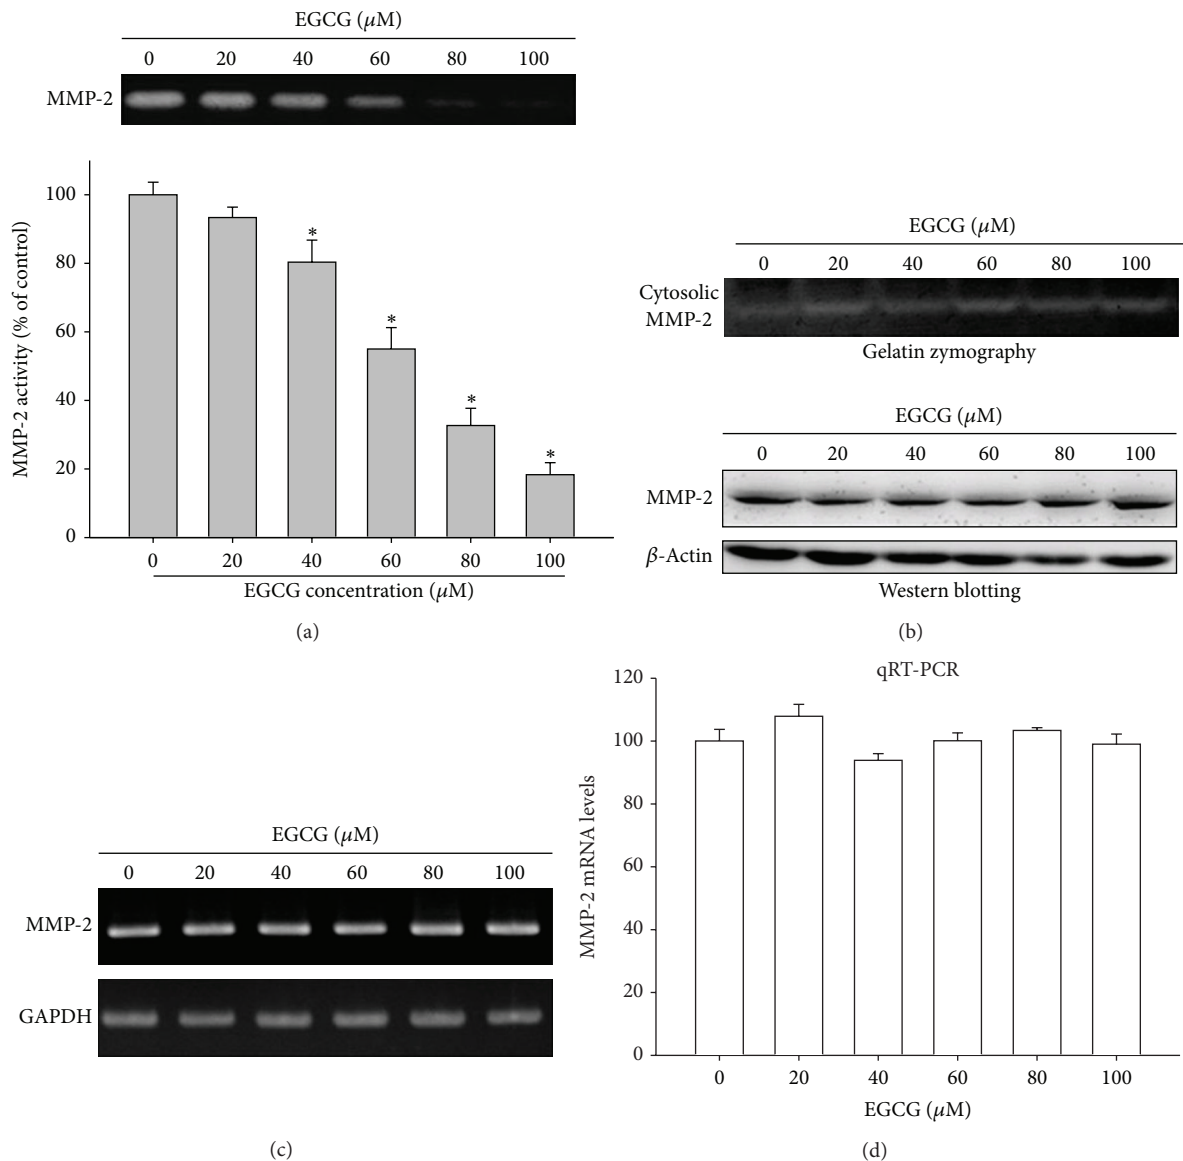 EGCG (μM)
0 20 40 60 80 100
MMP-2
MMP-2 activity (% of control)
100
80
60
40
20
0
* * * *
0 20 40 60 80 100
EGCG concentration (μM)
(a)
EGCG (μM)
0 20 40 60 80 100
Cytosolic
MMP-2
Gelatin zymography
EGCG (μM)
0 20 40 60 80 100
MMP-2
β-Actin
Western blotting
(b)
EGCG (μM)
0 20 40 60 80 100
MMP-2
GAPDH
(c)
qRT-PCR
MMP-2 mRNA levels
120
100
80
60
40
20
0
0 20 40 60 80 100
EGCG (μM)
(d)